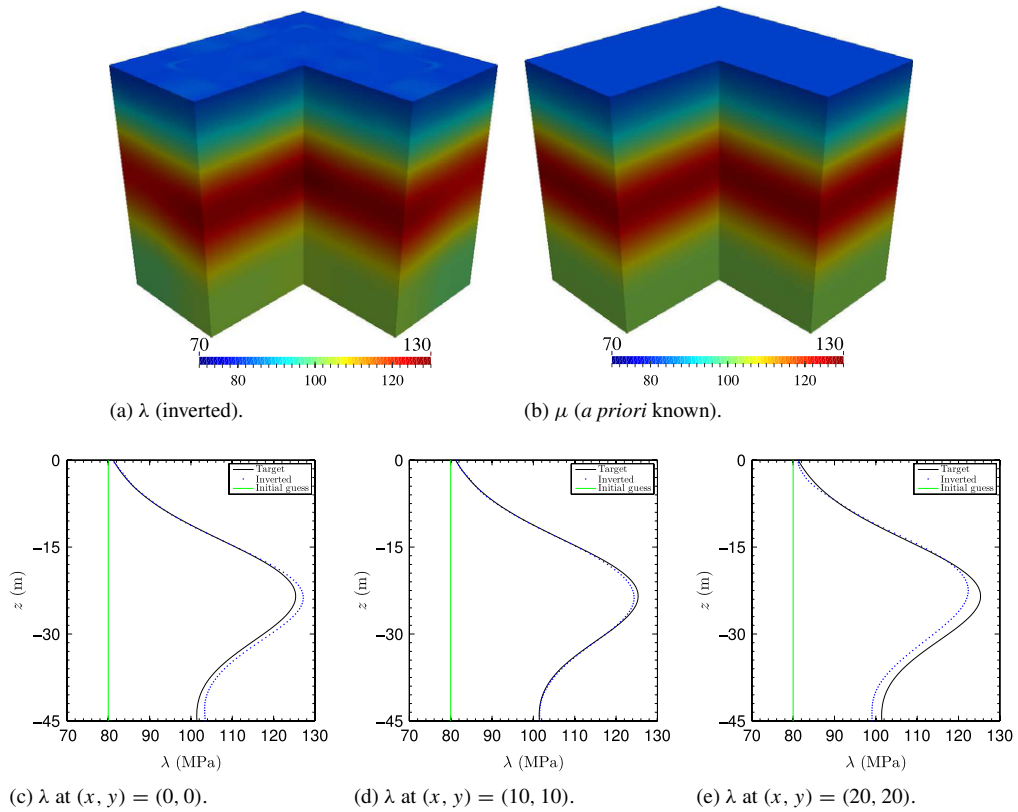 70 130
80 100 120
(a) λ (inverted).
70 130
80 100 120
(b) μ (a priori known).
0
−15
−30
−45
z (m)
Target
Inverted
Initial guess
70 80 90 100 110 120 130
λ (MPa)
(c) λ at (x, y) = (0, 0).
0
−15
−30
−45
z (m)
Target
Inverted
Initial guess
70 80 90 100 110 120 130
λ (MPa)
(d) λ at (x, y) = (10, 10).
0
−15
−30
−45
z (m)
Target
Inverted
Initial guess
70 80 90 100 110 120 130
λ (MPa)
(e) λ at (x, y) = (20, 20).